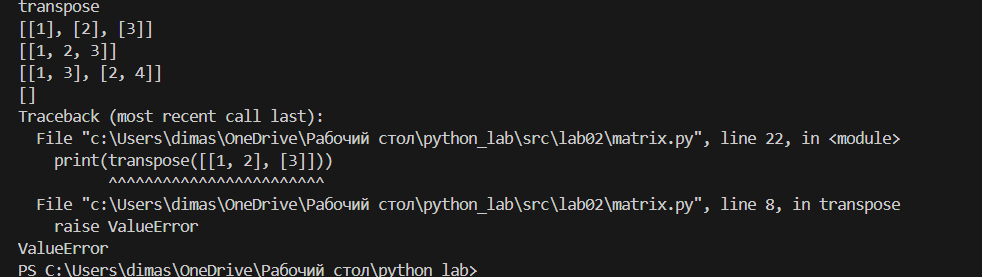 transpose
[[1], [2], [3]]
[[1, 2, 3]]
[[1, 3], [2, 4]]
[]
Traceback (most recent call last):
  File "c:\Users\dimas\OneDrive\Рабочий стол\python_lab\src\lab02\matrix.py", line 22, in <module>
    print(transpose([[1, 2], [3]]))
          ^^^^^^^^^^^^^^^^^^^^^^^^
  File "c:\Users\dimas\OneDrive\Рабочий стол\python_lab\src\lab02\matrix.py", line 8, in transpose
    raise ValueError
ValueError
PS C:\Users\dimas\OneDrive\Рабочий стол\python_lab>